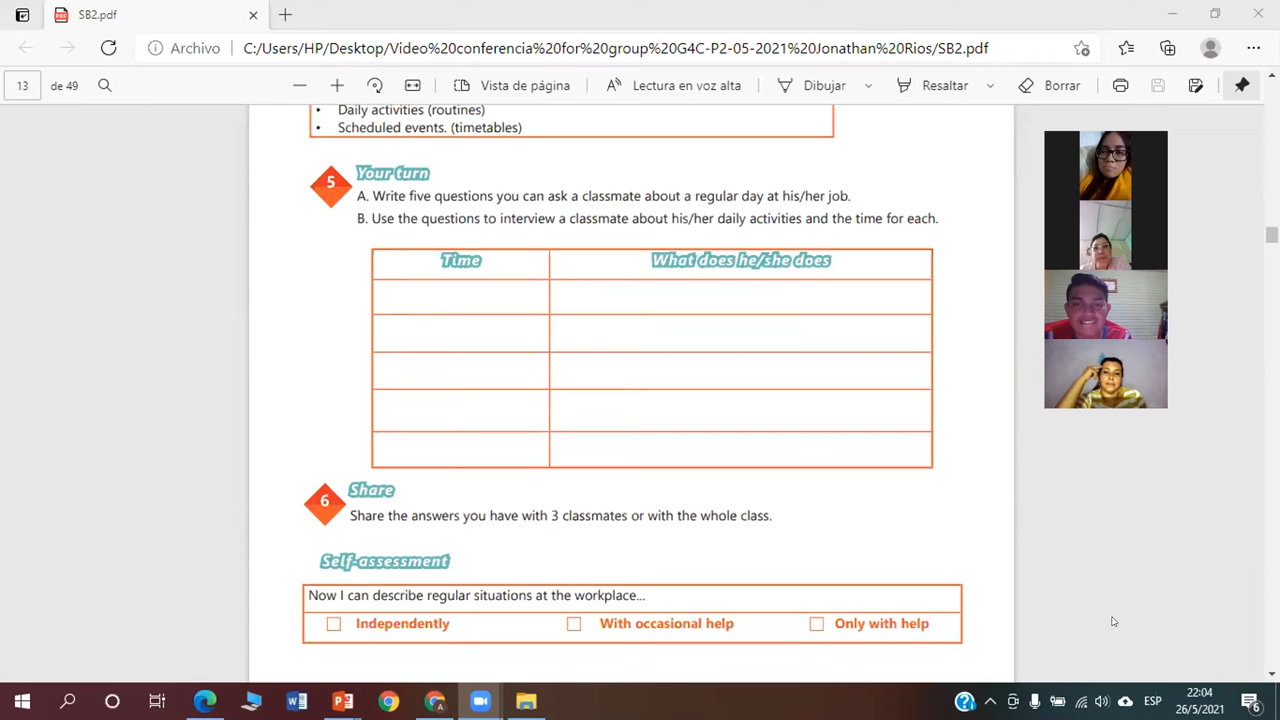 SB2.pdf
Archivo C:/Users/HP/Desktop/Video%20conferencia%20for%20group%20G4C-P2-05-2021%20Jonathan%20Rios/SB2.pdf
13 de 49 Vista de página Lectura en voz alta Dibujar Resaltar Borrar
• Daily activities (routines)
• Scheduled events. (timetables)
5 Your turn
A. Write five questions you can ask a classmate about a regular day at his/her job.
B. Use the questions to interview a classmate about his/her daily activities and the time for each.
Time What does he/she does
6 Share
Share the answers you have with 3 classmates or with the whole class.
Self-assessment
Now I can describe regular situations at the workplace...
Independently With occasional help Only with help
ESP
22:04
26/5/2021
6